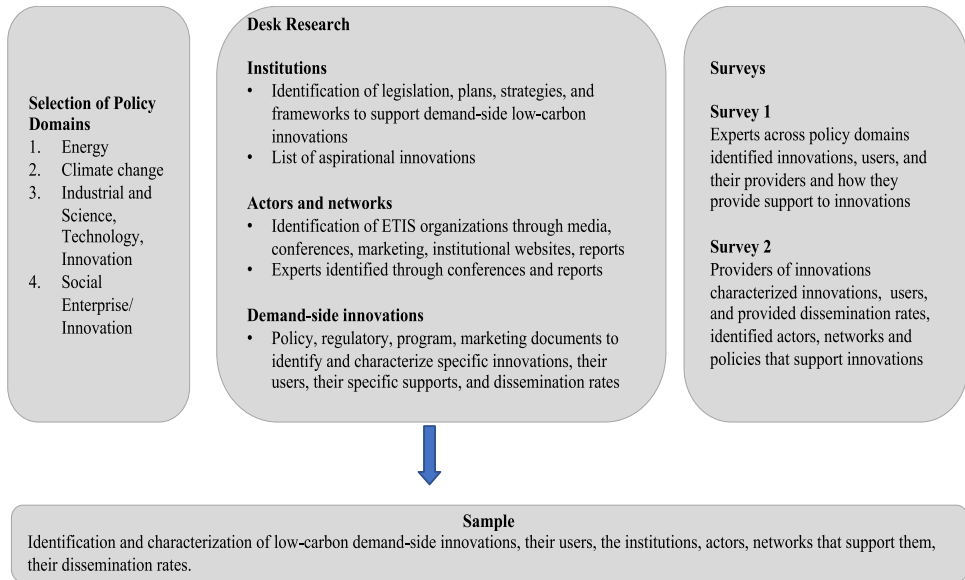 Selection of Policy
Domains
1. Energy
2. Climate change
3. Industrial and
Science,
Technology,
Innovation
4. Social
Enterprise/
Innovation
Desk Research
Institutions
• Identification of legislation, plans, strategies, and
frameworks to support demand-side low-carbon
innovations
• List of aspirational innovations
Actors and networks
• Identification of ETIS organizations through media,
conferences, marketing, institutional websites, reports
• Experts identified through conferences and reports
Demand-side innovations
• Policy, regulatory, program, marketing documents to
identify and characterize specific innovations, their
users, their specific supports, and dissemination rates
Surveys
Survey 1
Experts across policy domains
identified innovations, users, and
their providers and how they
provide support to innovations
Survey 2
Providers of innovations
characterized innovations, users,
and provided dissemination rates,
identified actors, networks and
policies that support innovations
Sample
Identification and characterization of low-carbon demand-side innovations, their users, the institutions, actors, networks that support them,
their dissemination rates.